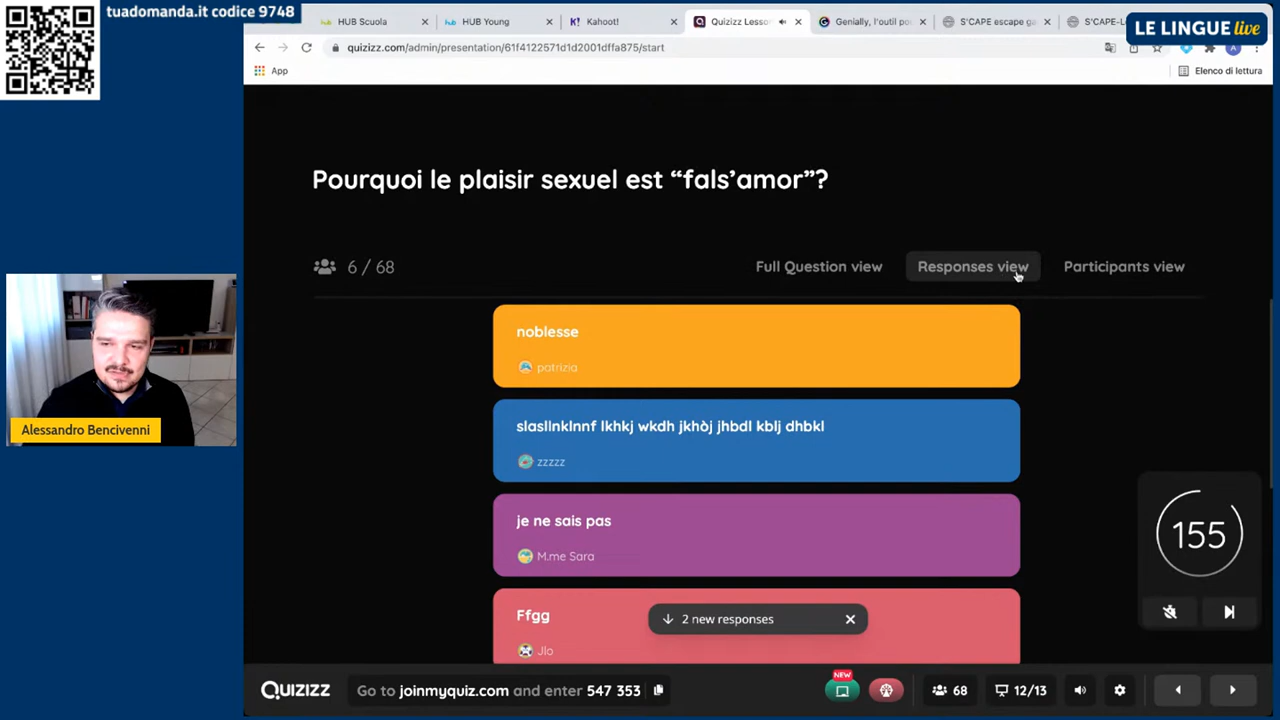 tuadomanda.it codice 9748
HUB Scuola
HUB Young
Kahoot!
Quizizz Lesso
Genially, l'outil po
S'CAPE escape ga
S'CAPE-L
LE LINGUE live
quizizz.com/admin/presentation/61f4122571d1d2001dffa875/start
App
Elenco di lettura
Pourquoi le plaisir sexuel est “fals’amor”?
6 / 68
Full Question view
Responses view
Participants view
noblesse
patrizia
slasllnklnnf lkhkj wkdh jkhòj jhbdl kblj dhbkl
zzzzz
je ne sais pas
M.me Sara
Ffgg
Jlo
2 new responses
Alessandro Bencivenni
155
QUIZIZZ
Go to joinmyquiz.com and enter 547 353
NEW
68
12/13